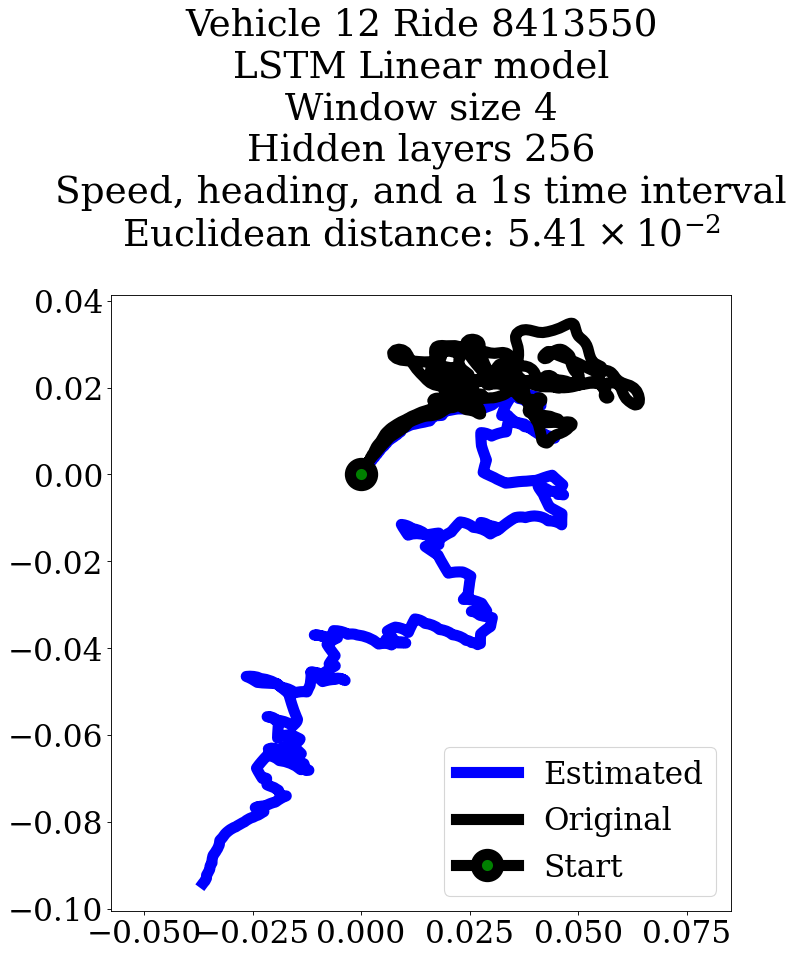 Vehicle 12 Ride 8413550
LSTM Linear model
Window size 4
Hidden layers 256
Speed, heading, and a 1s time interval
Euclidean distance: 5.41 × 10⁻²
0.04
0.02
0.00
−0.02
−0.04
−0.06
−0.08
−0.10
Estimated
Original
Start
−0.050 −0.025 0.000 0.025 0.050 0.075